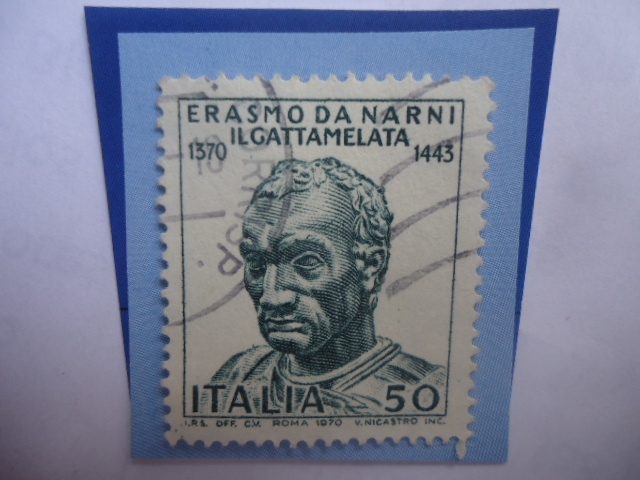 ERASMO DA NARNI
IL GATTAMELATA
1370 1443
ITALIA 50
I.P.S. OFF. C.V. ROMA 1970 V. NICASTRO INC.